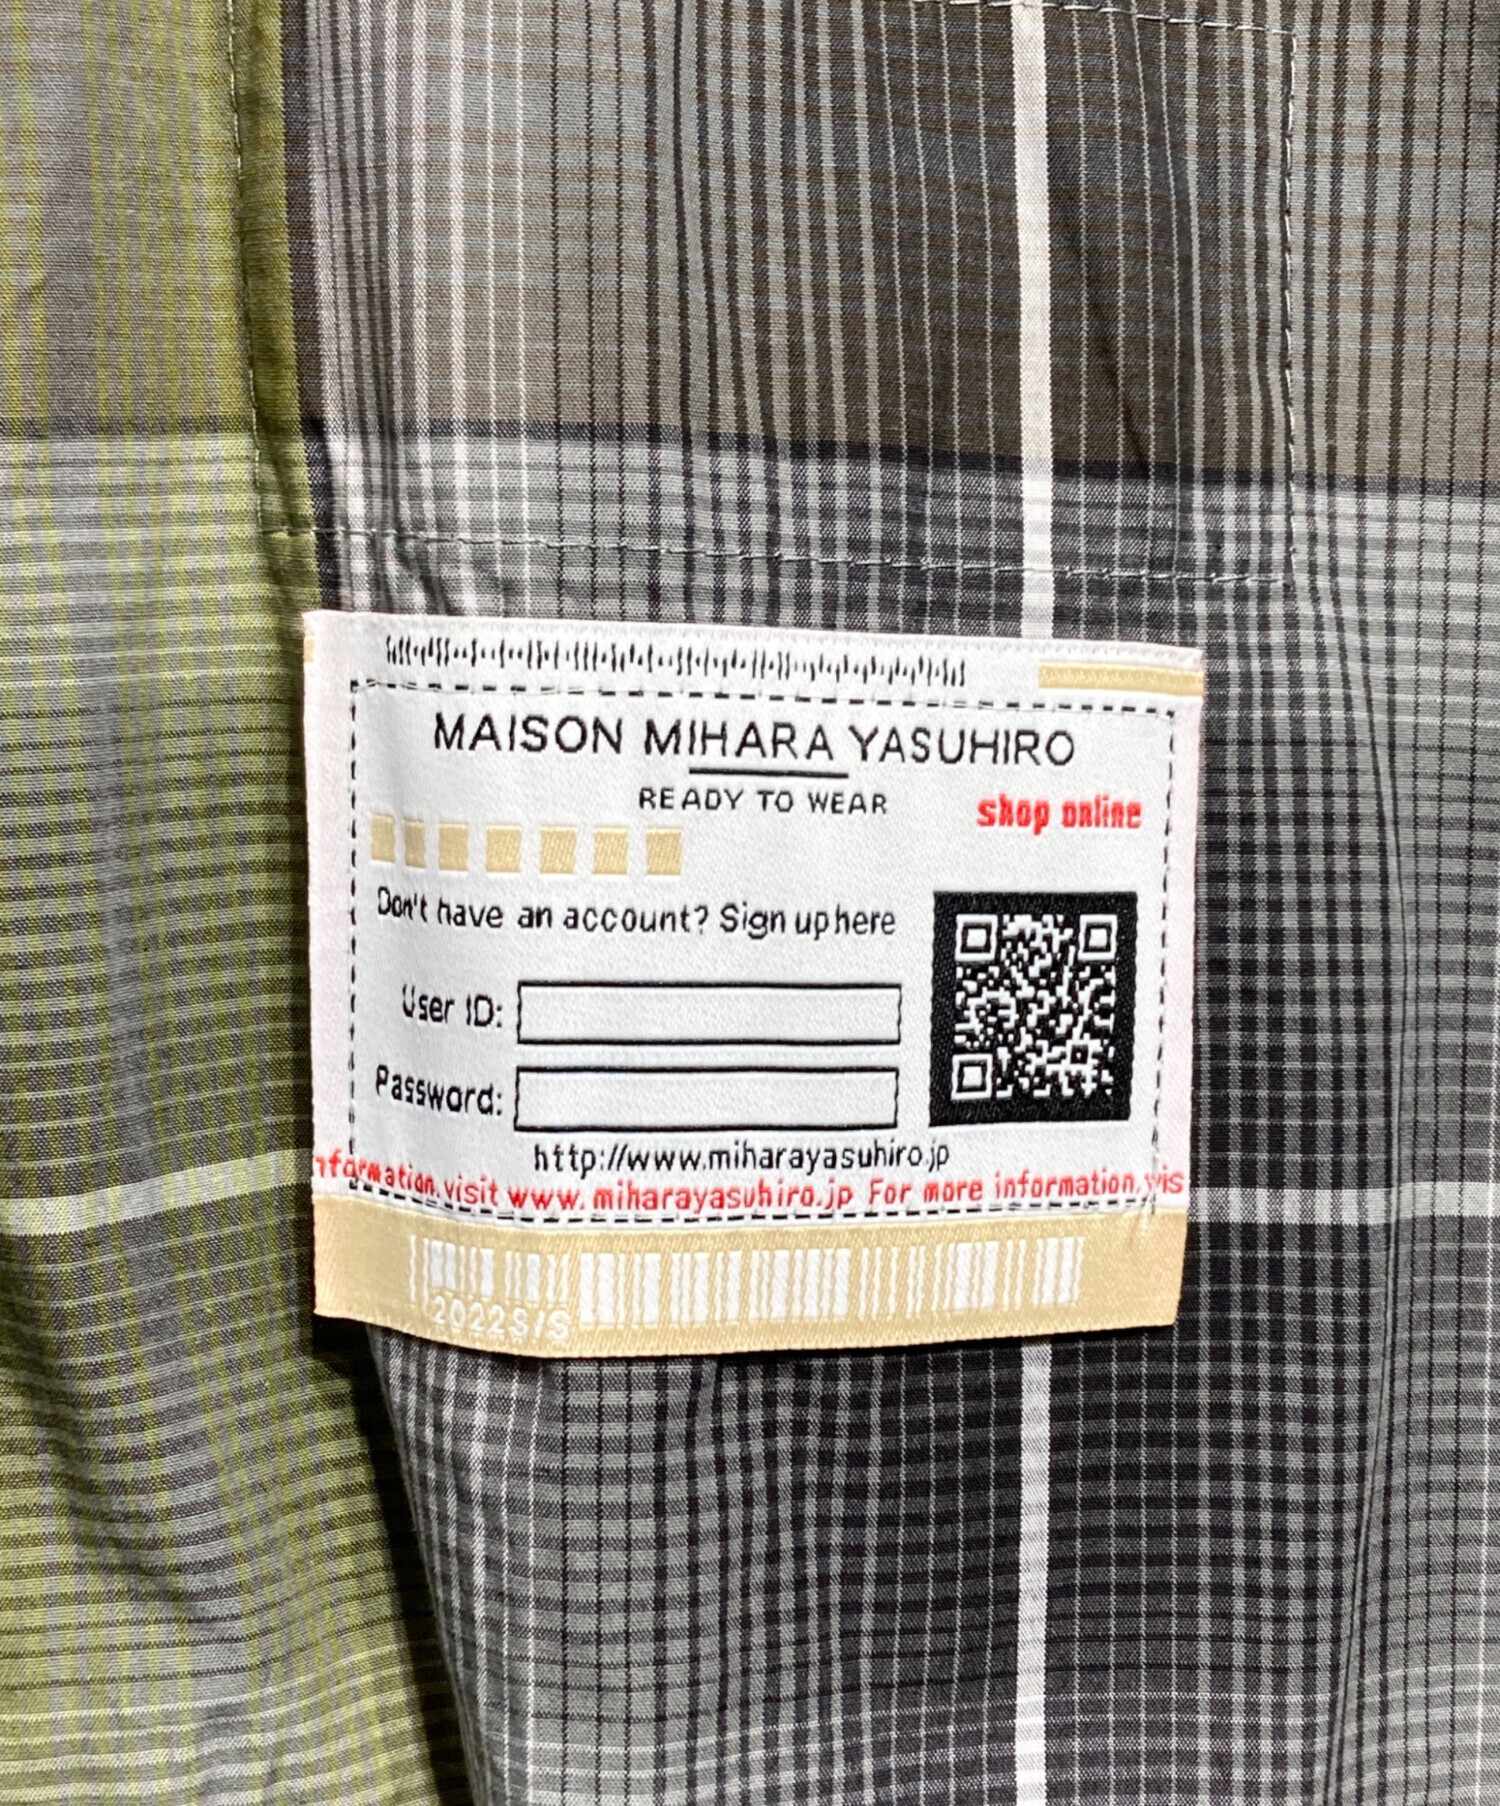 MAISON MIHARA YASUHIRO
READY TO WEAR
shop online
Don't have an account? Sign up here
User ID:
Password:
http://www.miharayasuhiro.jp
nformation, visit www. miharayasuhiro.jp For more information, vis
2022S/S